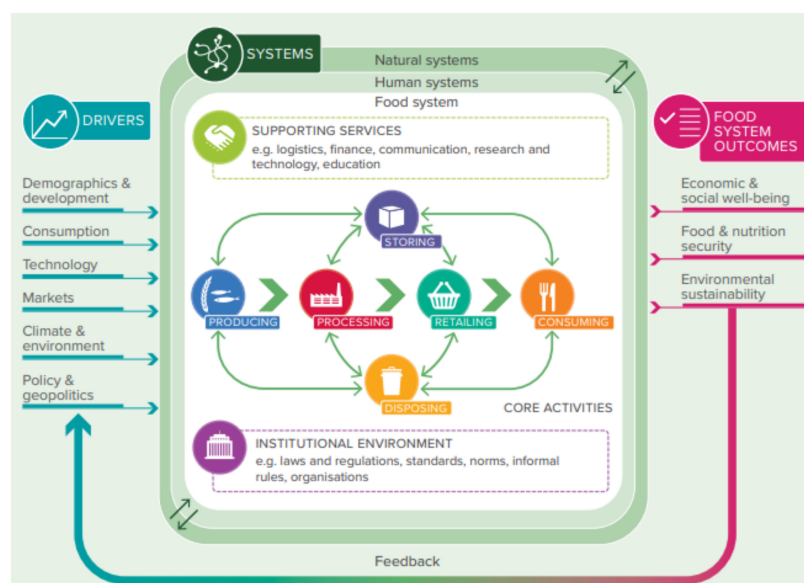 SYSTEMS
Natural systems
Human systems
Food system
DRIVERS
Demographics &
development
Consumption
Technology
Markets
Climate &
environment
Policy &
geopolitics
SUPPORTING SERVICES
e.g. logistics, finance, communication, research and
technology, education
STORING
PRODUCING
PROCESSING
RETAILING
CONSUMING
DISPOSING
CORE ACTIVITIES
INSTITUTIONAL ENVIRONMENT
e.g. laws and regulations, standards, norms, informal
rules, organisations
FOOD
SYSTEM
OUTCOMES
Economic &
social well-being
Food & nutrition
security
Environmental
sustainability
Feedback